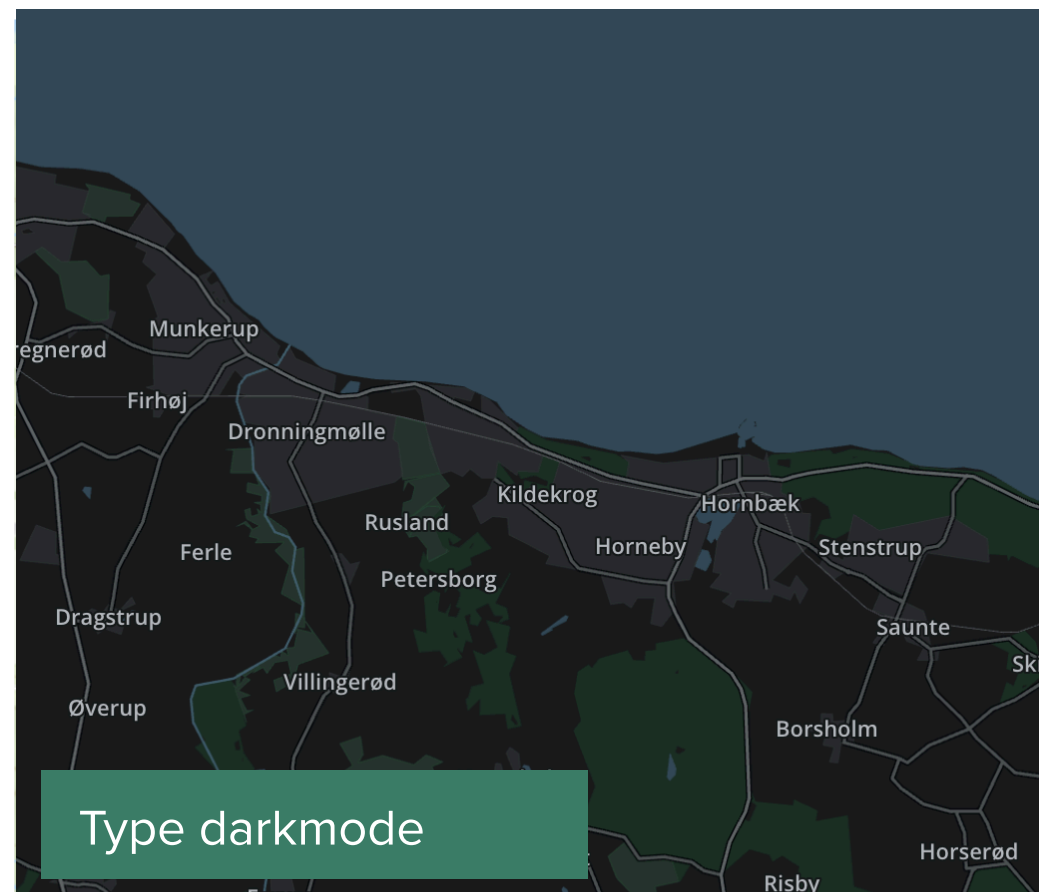 Munkerup
regnerød
Firhøj
Dronningmølle
Kildekrog
Hornbæk
Rusland
Horneby
Stenstrup
Ferle
Petersborg
Dragstrup
Saunte
Sk
Villingerød
Øverup
Borsholm
Type darkmode
Horserød
Risby